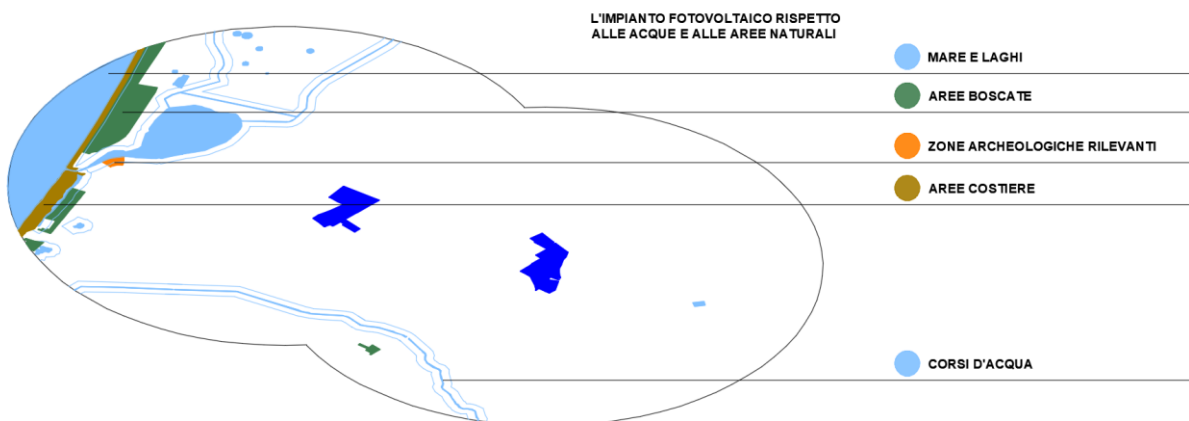 L'IMPIANTO FOTOVOLTAICO RISPETTO
ALLE ACQUE E ALLE AREE NATURALI
MARE E LAGHI
AREE BOSCATE
ZONE ARCHEOLOGICHE RILEVANTI
AREE COSTIERE
CORSI D'ACQUA